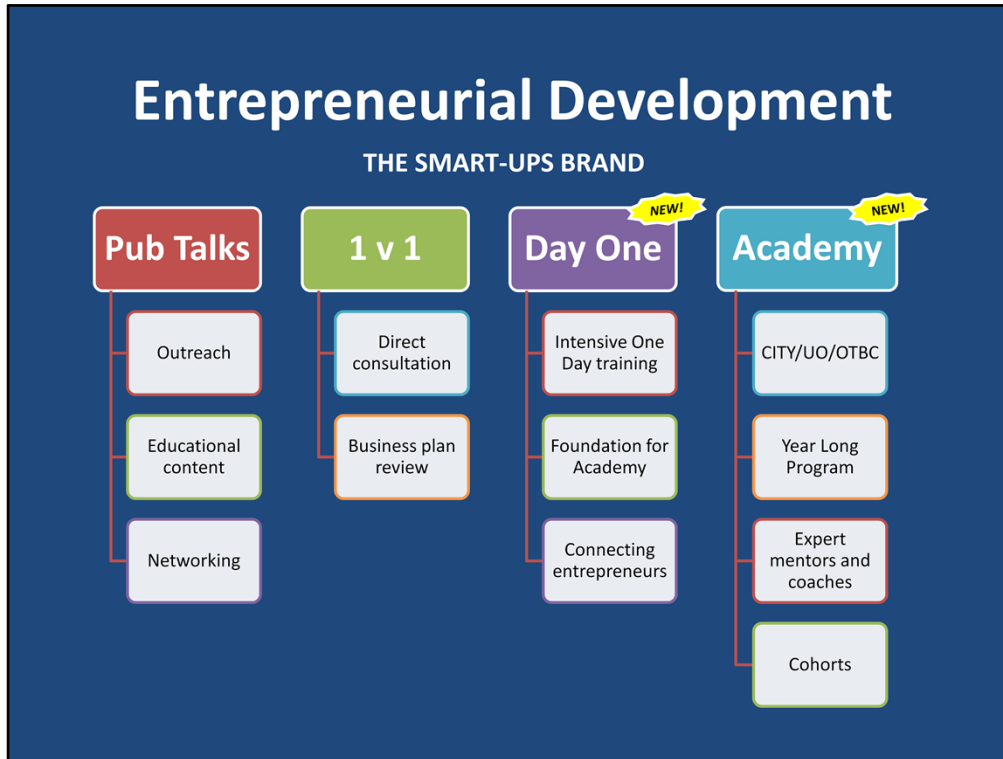 Entrepreneurial Development
THE SMART-UPS BRAND
Pub Talks
Outreach
Educational
content
Networking
1 v 1
Direct
consultation
Business plan
review
NEW!
Day One
Intensive One
Day training
Foundation for
Academy
Connecting
entrepreneurs
NEW!
Academy
CITY/UO/OTBC
Year Long
Program
Expert
mentors and
coaches
Cohorts